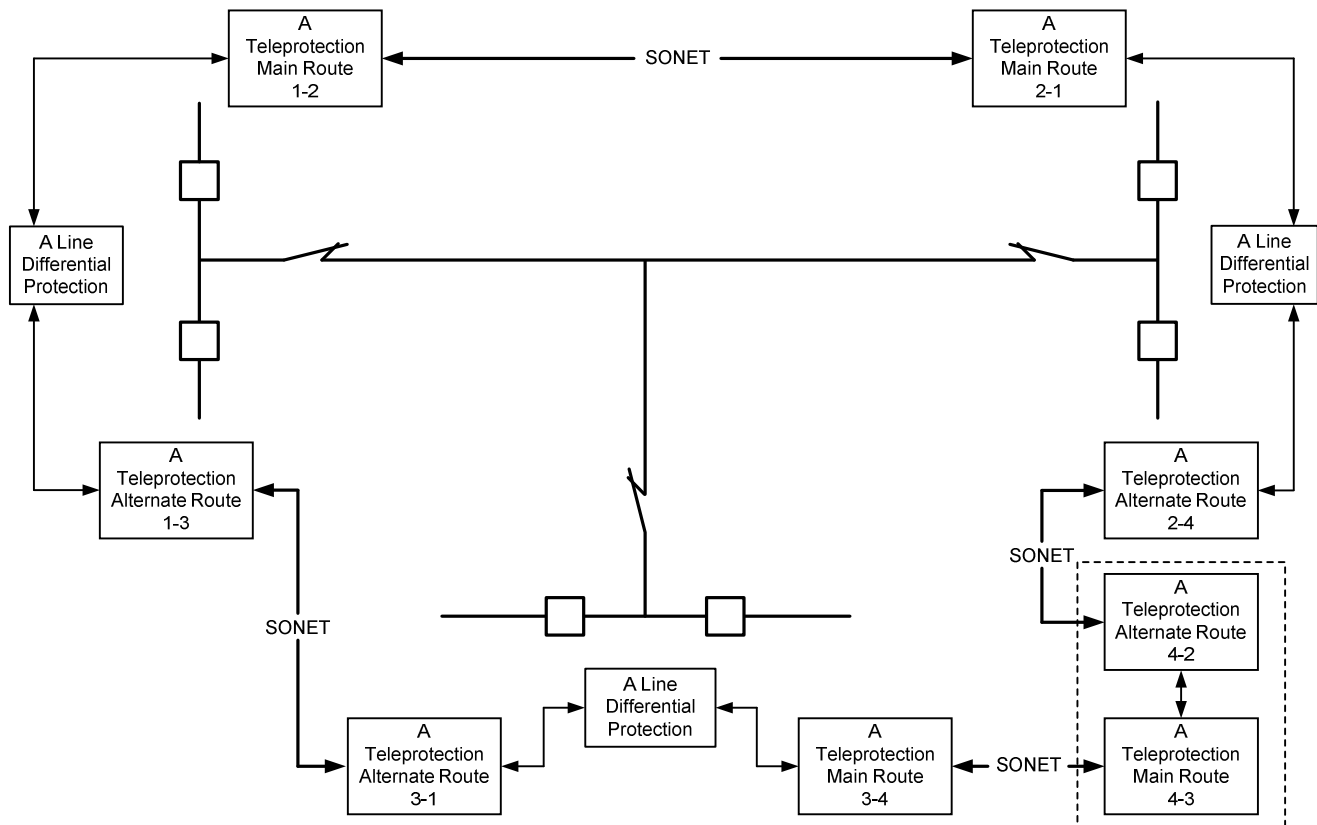 A
Teleprotection
Main Route
1-2
SONET
A
Teleprotection
Main Route
2-1
A Line
Differential
Protection
A Line
Differential
Protection
A
Teleprotection
Alternate Route
1-3
A
Teleprotection
Alternate Route
2-4
SONET
A
Teleprotection
Alternate Route
4-2
SONET
A Line
Differential
Protection
A
Teleprotection
Alternate Route
3-1
A
Teleprotection
Main Route
3-4
SONET
A
Teleprotection
Main Route
4-3